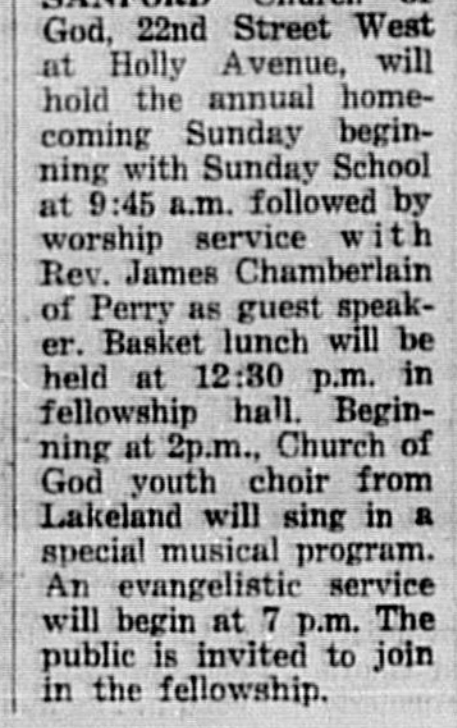 SANFORD Church of
God, 22nd Street West
at Holly Avenue, will
hold the annual home-
coming Sunday begin-
ning with Sunday School
at 9:45 a.m. followed by
worship service with
Rev. James Chamberlain
of Perry as guest speak-
er. Basket lunch will be
held at 12:30 p.m. in
fellowship hall. Begin-
ning at 2p.m., Church of
God youth choir from
Lakeland will sing in a
special musical program.
An evangelistic service
will begin at 7 p.m. The
public is invited to join
in the fellowship.